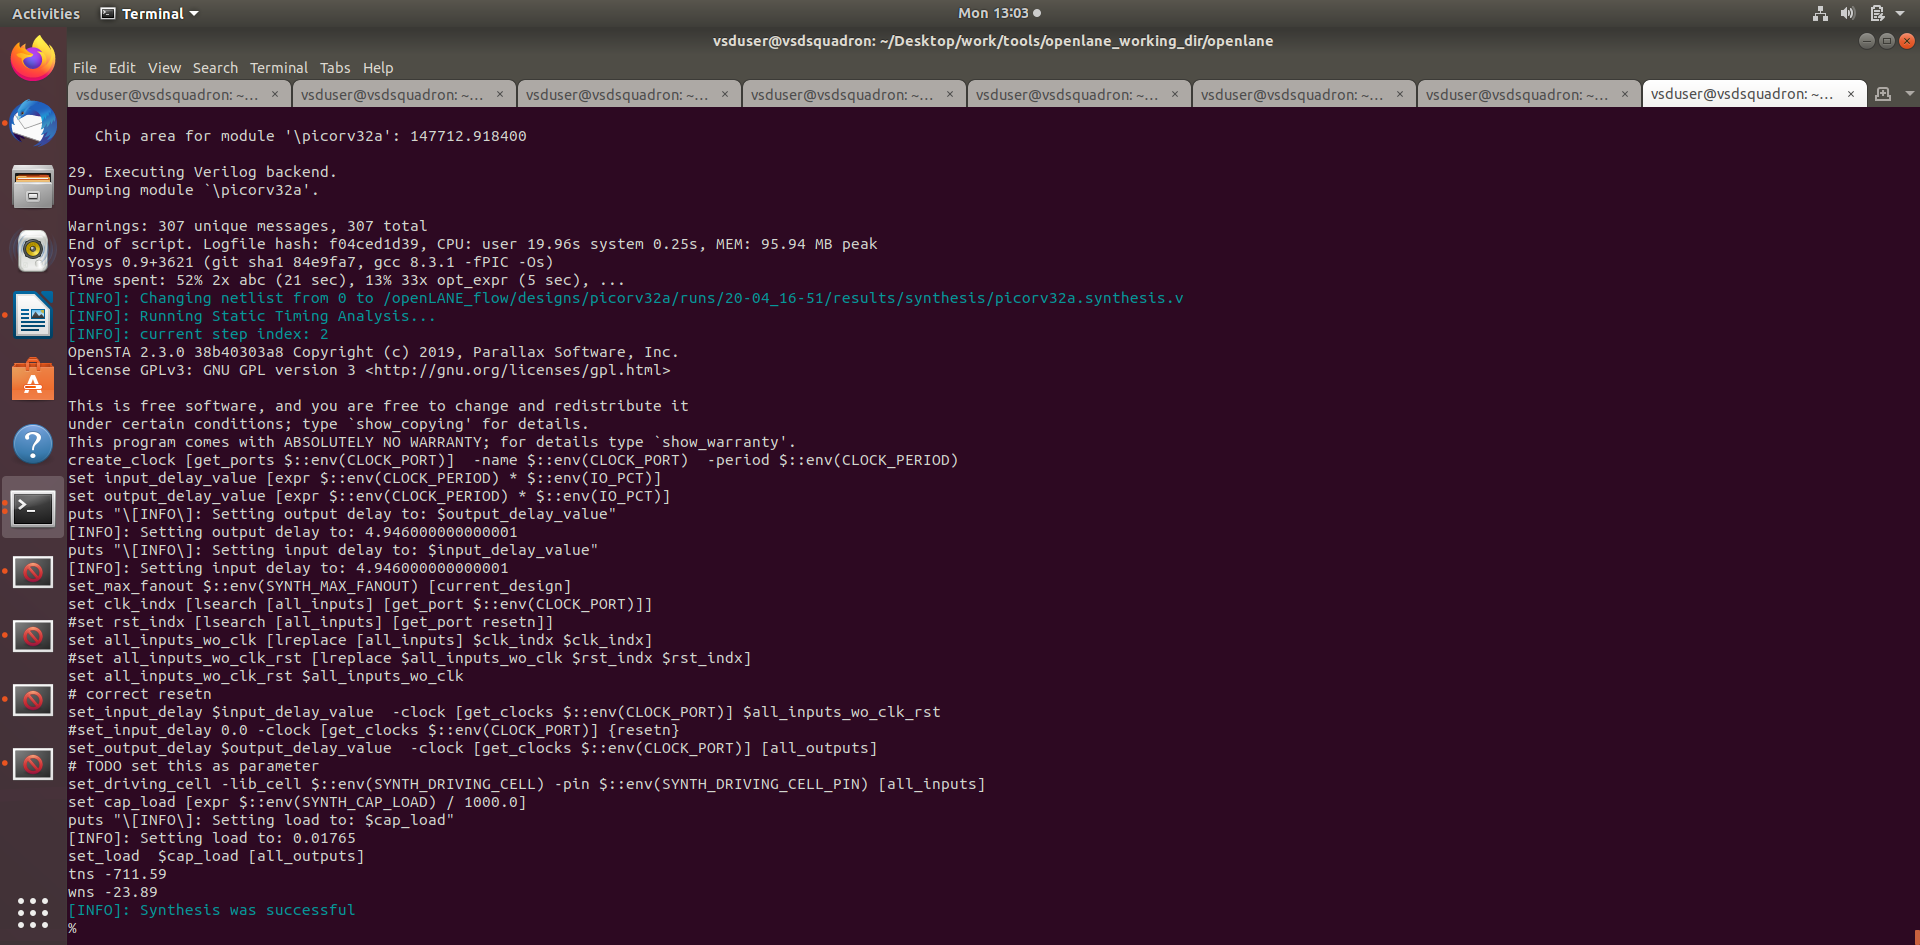 Activities
Terminal
Mon 13:03
vsduser@vsdsquadron: ~/Desktop/work/tools/openlane_working_dir/openlane
File Edit View Search Terminal Tabs Help
vsduser@vsdsquadron: ~... × vsduser@vsdsquadron: ~... × vsduser@vsdsquadron: ~... × vsduser@vsdsquadron: ~... × vsduser@vsdsquadron: ~... × vsduser@vsdsquadron: ~... × vsduser@vsdsquadron: ~... × vsduser@vsdsquadron: ~... ×
Chip area for module '\picorv32a': 147712.918400
29. Executing Verilog backend.
Dumping module `\picorv32a'.
Warnings: 307 unique messages, 307 total
End of script. Logfile hash: f04ced1d39, CPU: user 19.96s system 0.25s, MEM: 95.94 MB peak
Yosys 0.9+3621 (git sha1 84e9fa7, gcc 8.3.1 -fPIC -Os)
Time spent: 52% 2x abc (21 sec), 13% 33x opt_expr (5 sec), ...
[INFO]: Changing netlist from 0 to /openLANE_flow/designs/picorv32a/runs/20-04_16-51/results/synthesis/picorv32a.synthesis.v
[INFO]: Running Static Timing Analysis...
[INFO]: current step index: 2
OpenSTA 2.3.0 38b40303a8 Copyright (c) 2019, Parallax Software, Inc.
License GPLv3: GNU GPL version 3 <http://gnu.org/licenses/gpl.html>
This is free software, and you are free to change and redistribute it
under certain conditions; type `show_copying' for details.
This program comes with ABSOLUTELY NO WARRANTY; for details type `show_warranty'.
create_clock [get_ports $::env(CLOCK_PORT)]  -name $::env(CLOCK_PORT)  -period $::env(CLOCK_PERIOD)
set input_delay_value [expr $::env(CLOCK_PERIOD) * $::env(IO_PCT)]
set output_delay_value [expr $::env(CLOCK_PERIOD) * $::env(IO_PCT)]
puts "\[INFO\]: Setting output delay to: $output_delay_value"
[INFO]: Setting output delay to: 4.946000000000001
puts "\[INFO\]: Setting input delay to: $input_delay_value"
[INFO]: Setting input delay to: 4.946000000000001
set_max_fanout $::env(SYNTH_MAX_FANOUT) [current_design]
set clk_indx [lsearch [all_inputs] [get_port $::env(CLOCK_PORT)]]
#set rst_indx [lsearch [all_inputs] [get_port resetn]]
set all_inputs_wo_clk [lreplace [all_inputs] $clk_indx $clk_indx]
#set all_inputs_wo_clk_rst [lreplace $all_inputs_wo_clk $rst_indx $rst_indx]
set all_inputs_wo_clk_rst $all_inputs_wo_clk
# correct resetn
set_input_delay $input_delay_value  -clock [get_clocks $::env(CLOCK_PORT)] $all_inputs_wo_clk_rst
#set_input_delay 0.0 -clock [get_clocks $::env(CLOCK_PORT)] {resetn}
set_output_delay $output_delay_value  -clock [get_clocks $::env(CLOCK_PORT)] [all_outputs]
# TODO set this as parameter
set_driving_cell -lib_cell $::env(SYNTH_DRIVING_CELL) -pin $::env(SYNTH_DRIVING_CELL_PIN) [all_inputs]
set cap_load [expr $::env(SYNTH_CAP_LOAD) / 1000.0]
puts "\[INFO\]: Setting load to: $cap_load"
[INFO]: Setting load to: 0.01765
set_load  $cap_load [all_outputs]
tns -711.59
wns -23.89
[INFO]: Synthesis was successful
%